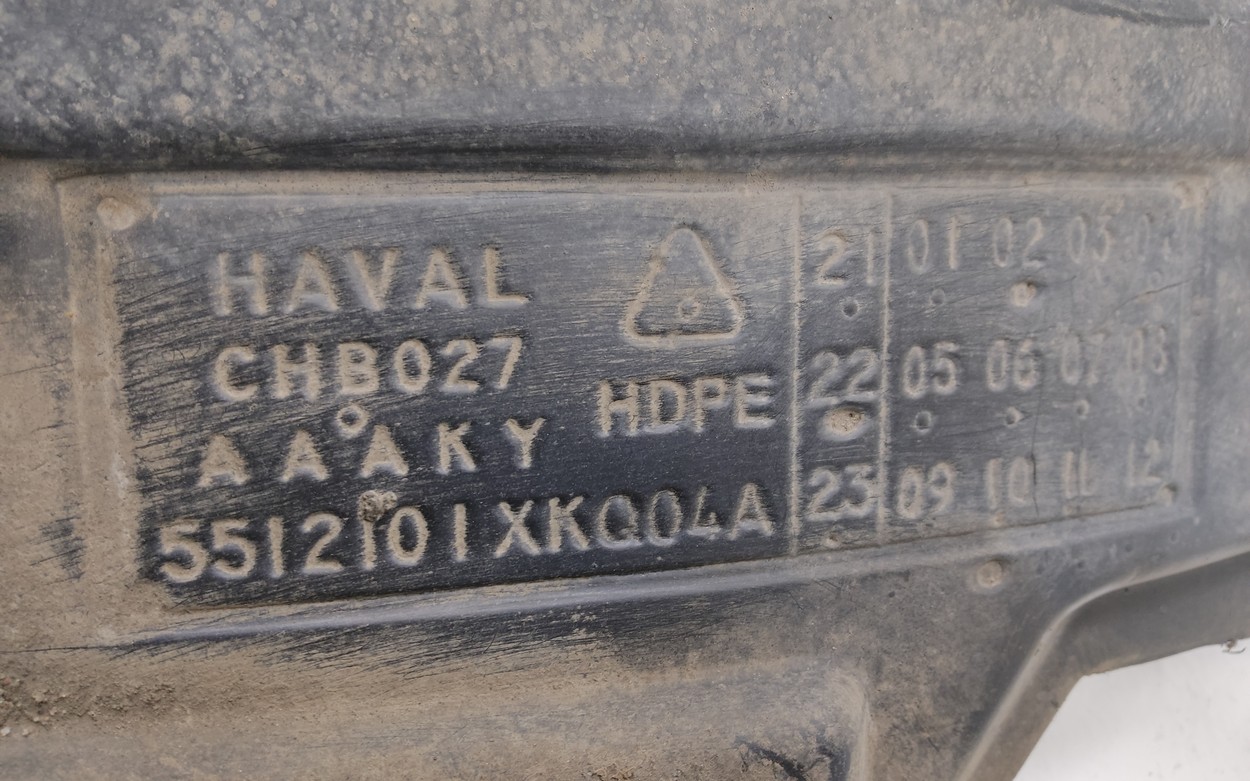 HAVAL
CHB027
HDPE
AAAKY
5512101XKQ04A
21 01 02 03
22 05 06 07 08
23 09 10 11 12